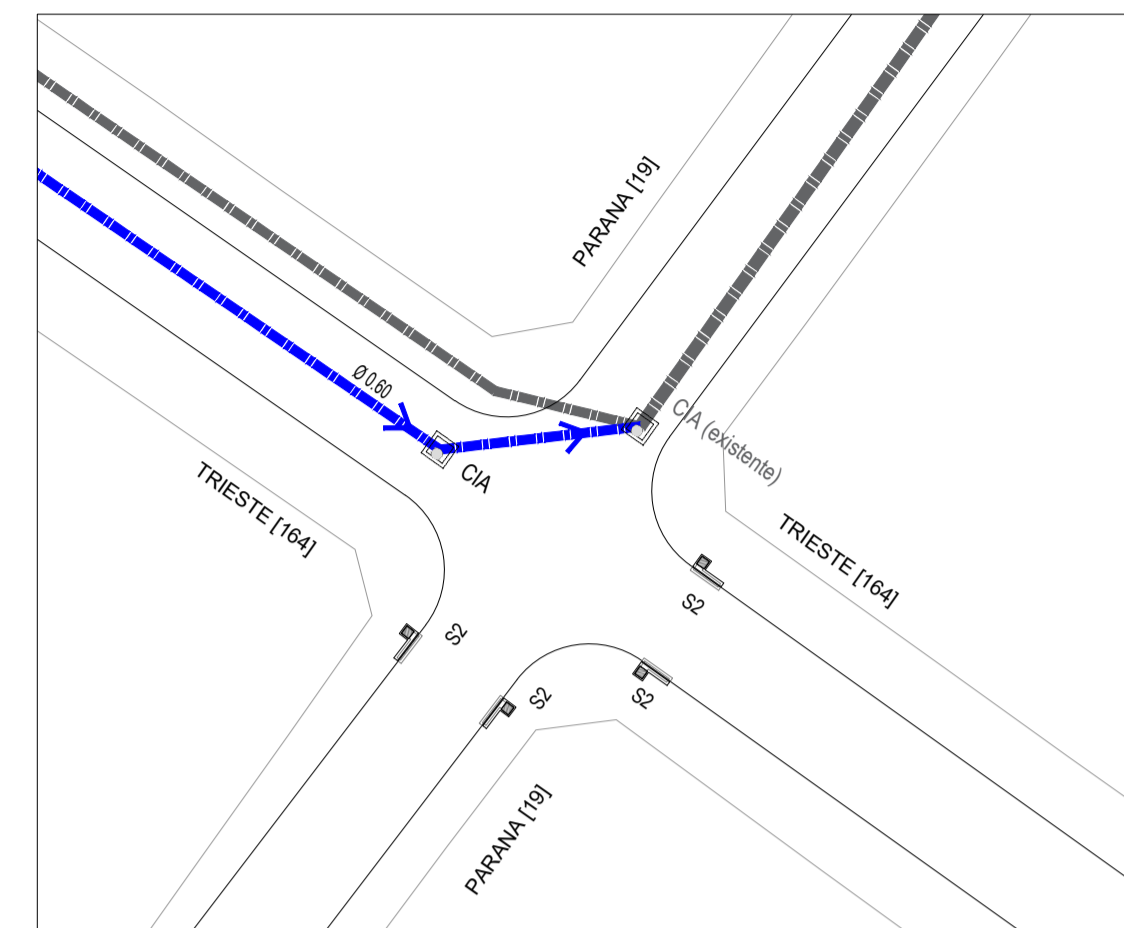 PARANA [19]
Ø 0.60
CIA (existente)
CIA
TRIESTE [164]
TRIESTE [164]
S2
S2
S2
S2
PARANA [19]